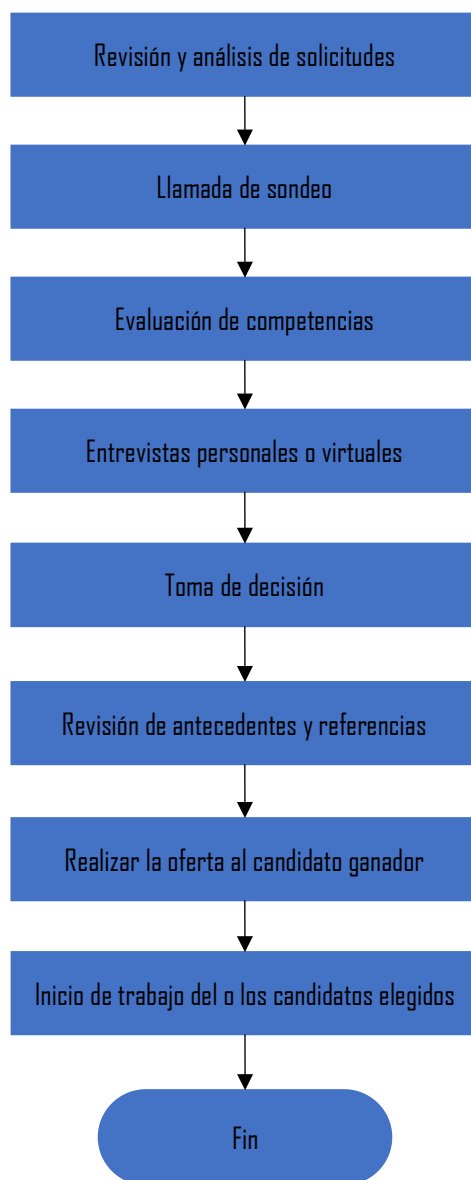 Revisión y análisis de solicitudes
Llamada de sondeo
Evaluación de competencias
Entrevistas personales o virtuales
Toma de decisión
Revisión de antecedentes y referencias
Realizar la oferta al candidato ganador
Inicio de trabajo del o los candidatos elegidos
Fin